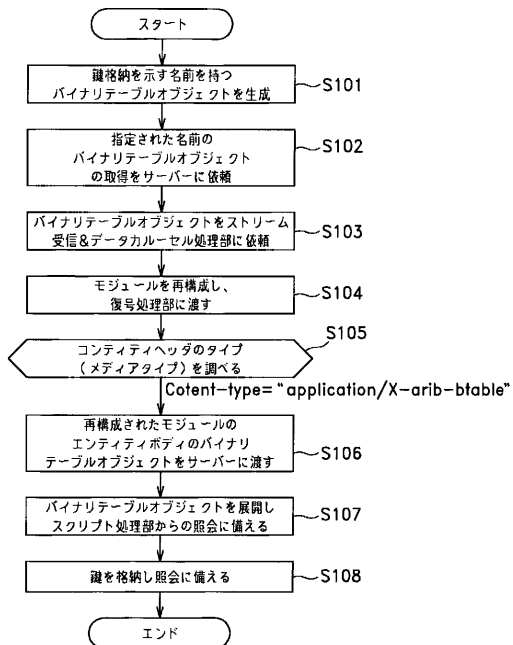 スタート
鍵格納を示す名前を持つ
バイナリテーブルオブジェクトを生成
S101
指定された名前の
バイナリテーブルオブジェクト
の取得をサーバーに依頼
S102
バイナリテーブルオブジェクトをストリーム
受信&データカルーセル処理部に依頼
S103
モジュールを再構成し、
復号処理部に渡す
S104
S105
コンティティヘッダのタイプ
(メディアタイプ)を調べる
Cotent-type=“application/X-arib-btable”
再構成されたモジュールの
エンティティボディのバイナリ
テーブルオブジェクトをサーバーに渡す
S106
バイナリテーブルオブジェクトを展開し
スクリプト処理部からの照会に備える
S107
鍵を格納し照会に備える
S108
エンド